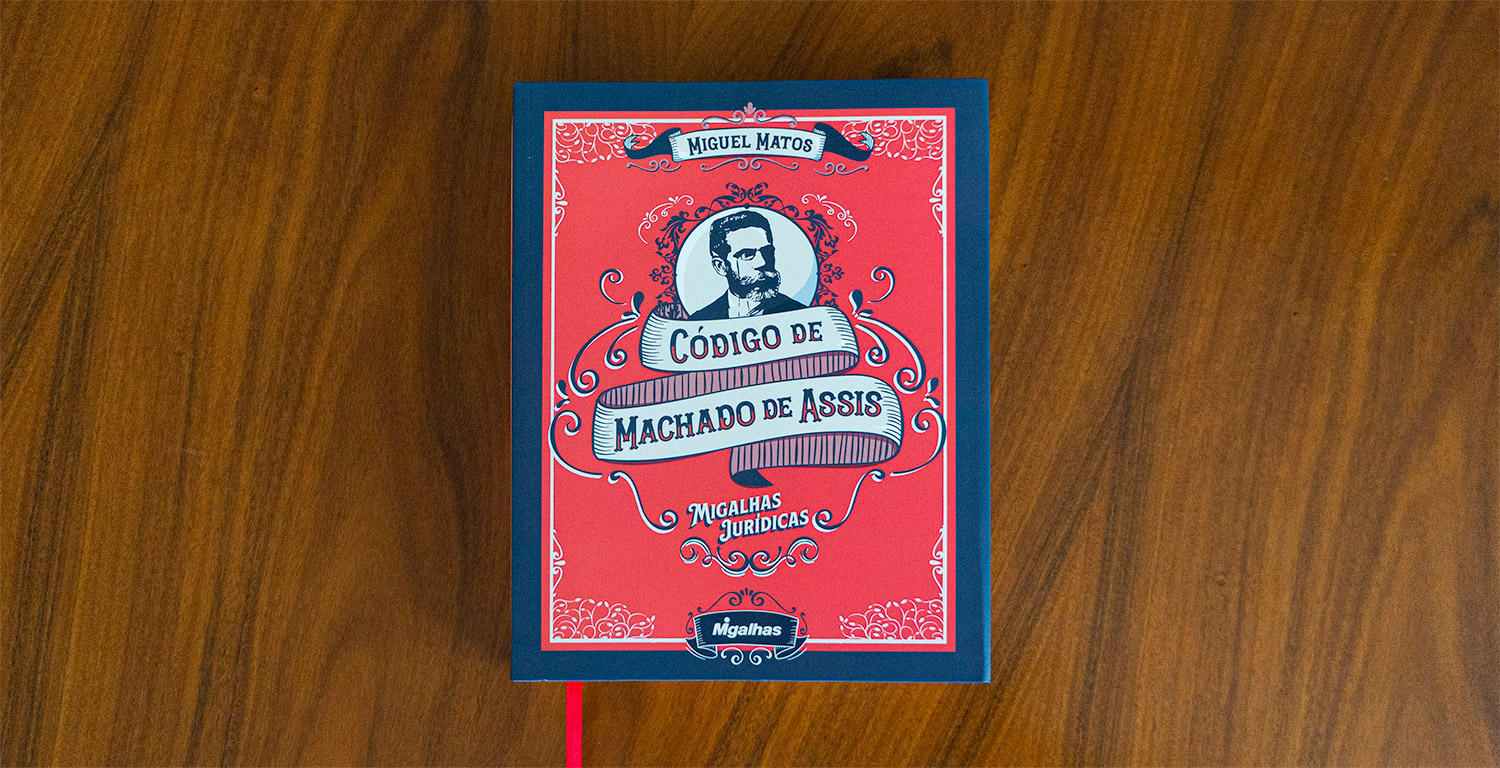 MIGUEL MATOS
CÓDIGO DE
MACHADO DE ASSIS
MIGALHAS
JURÍDICAS
Migalhas